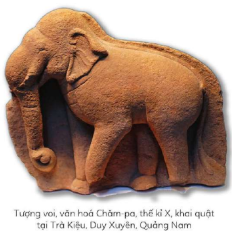 Tượng voi, văn hoá Chăm-pa, thế kỉ X, khai quật
tại Trà Kiệu, Duy Xuyên, Quảng Nam